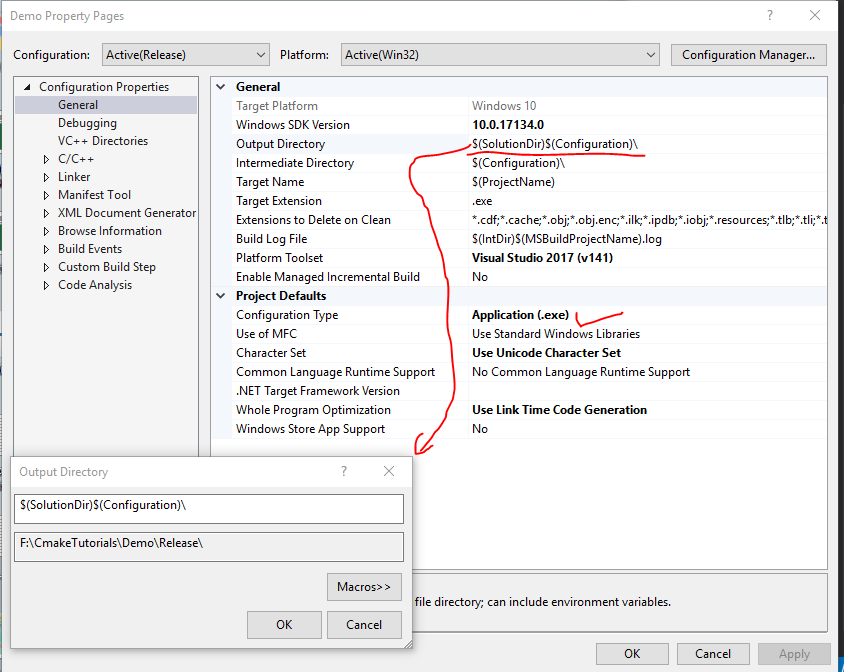 Demo Property Pages
Configuration: Active(Release) Platform: Active(Win32) Configuration Manager...
Configuration Properties
General
Debugging
VC++ Directories
C/C++
Linker
Manifest Tool
XML Document Generator
Browse Information
Build Events
Custom Build Step
Code Analysis
General
Target Platform Windows 10
Windows SDK Version 10.0.17134.0
Output Directory $(SolutionDir)$(Configuration)\
Intermediate Directory $(Configuration)\
Target Name $(ProjectName)
Target Extension .exe
Extensions to Delete on Clean *.cdf;*.cache;*.obj;*.obj.enc;*.ilk;*.ipdb;*.iobj;*.resources;*.tlb;*.tli;*.t
Build Log File $(IntDir)$(MSBuildProjectName).log
Platform Toolset Visual Studio 2017 (v141)
Enable Managed Incremental Build No
Project Defaults
Configuration Type Application (.exe)
Use of MFC Use Standard Windows Libraries
Character Set Use Unicode Character Set
Common Language Runtime Support No Common Language Runtime Support
.NET Target Framework Version
Whole Program Optimization Use Link Time Code Generation
Windows Store App Support No
Output Directory
$(SolutionDir)$(Configuration)\
F:\CmakeTutorials\Demo\Release\
Macros>>
OK Cancel
file directory; can include environment variables.
OK Cancel Apply